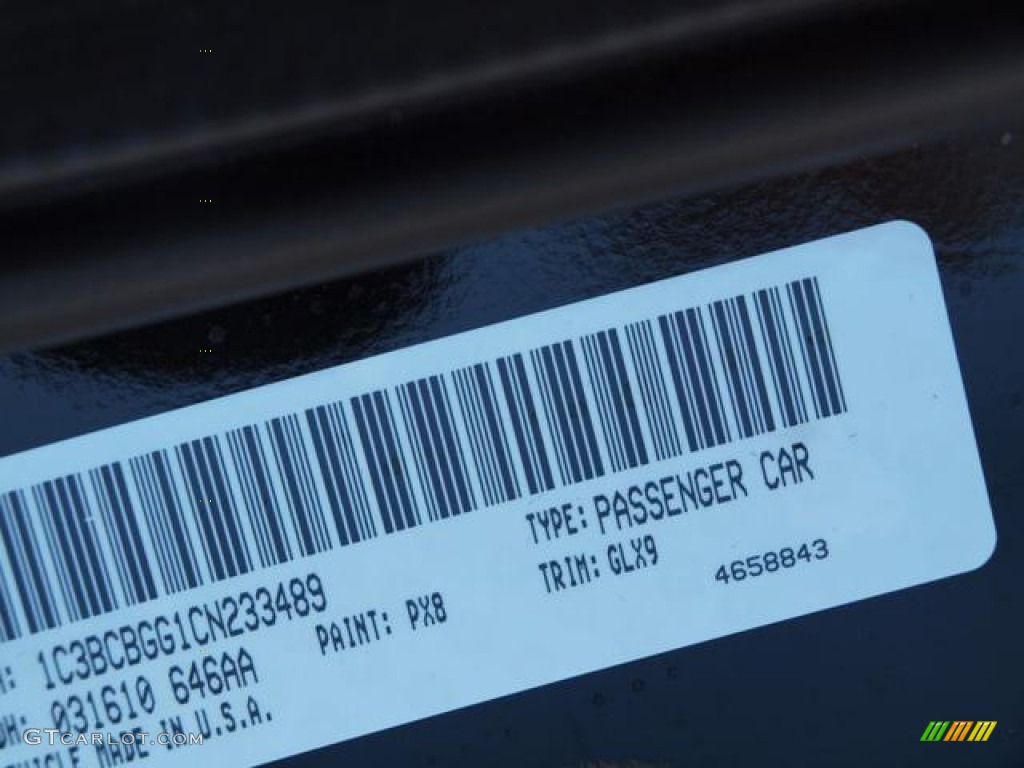 TYPE: PASSENGER CAR
: 1C3BCBGG1CN233489
PAINT: PX8
TRIM: GLX9
4658843
: 031610 646AA
MADE IN U.S.A.
GTcarlot.com